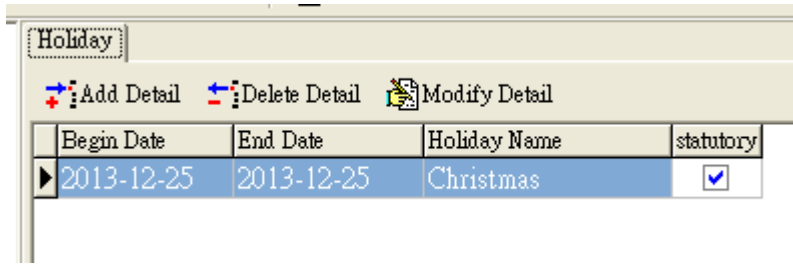 Holiday
Add Detail Delete Detail Modify Detail
Begin Date End Date Holiday Name statutory
2013-12-25 2013-12-25 Christmas